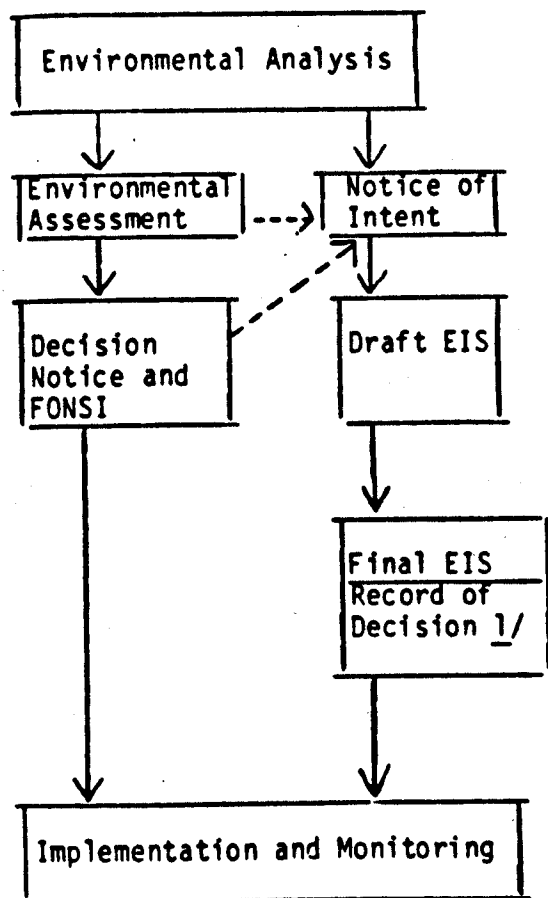 Environmental Analysis
Environmental
Assessment
Notice of
Intent
Decision
Notice and
FONSI
Draft EIS
Final EIS
Record of
Decision 1/
Implementation and Monitoring